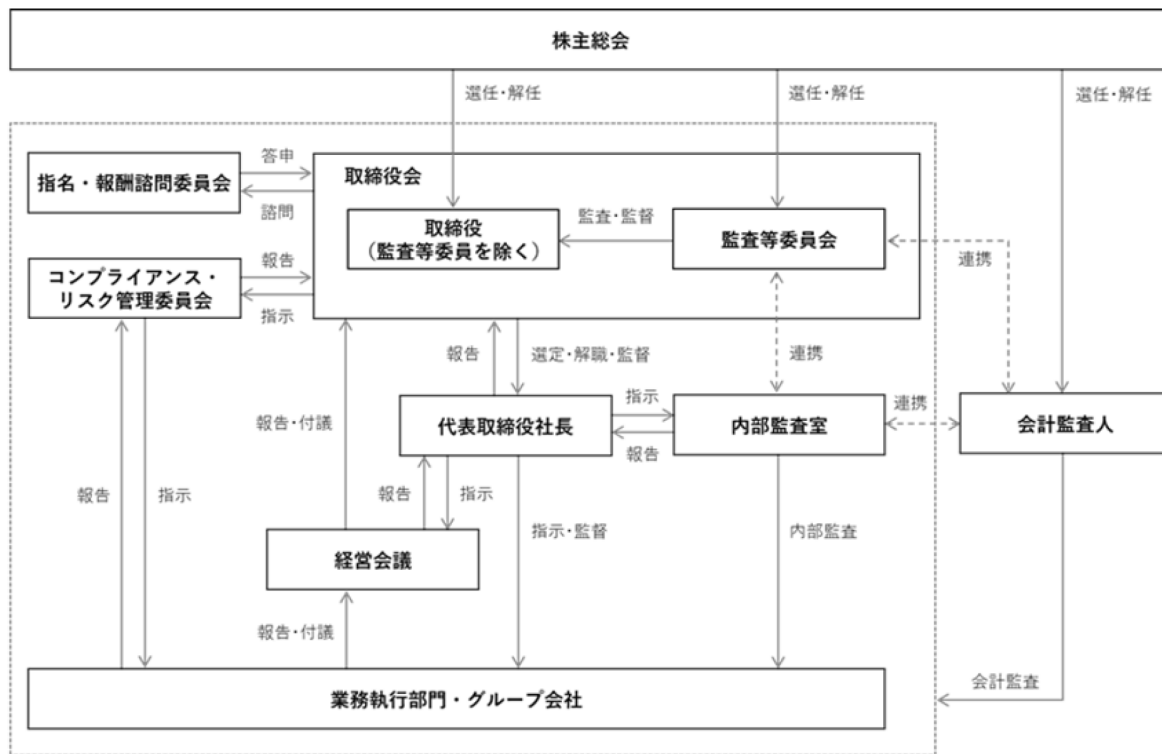 株主総会
選任・解任
選任・解任
選任・解任
答申
指名・報酬諮問委員会
諮問
取締役会
取締役
（監査等委員を除く）
監査・監督
監査等委員会
連携
報告
コンプライアンス・
リスク管理委員会
指示
報告
選定・解職・監督
連携
報告・付議
代表取締役社長
指示
報告
内部監査室
連携
会計監査人
報告
指示
報告
指示
指示・監督
内部監査
経営会議
報告・付議
業務執行部門・グループ会社
会計監査